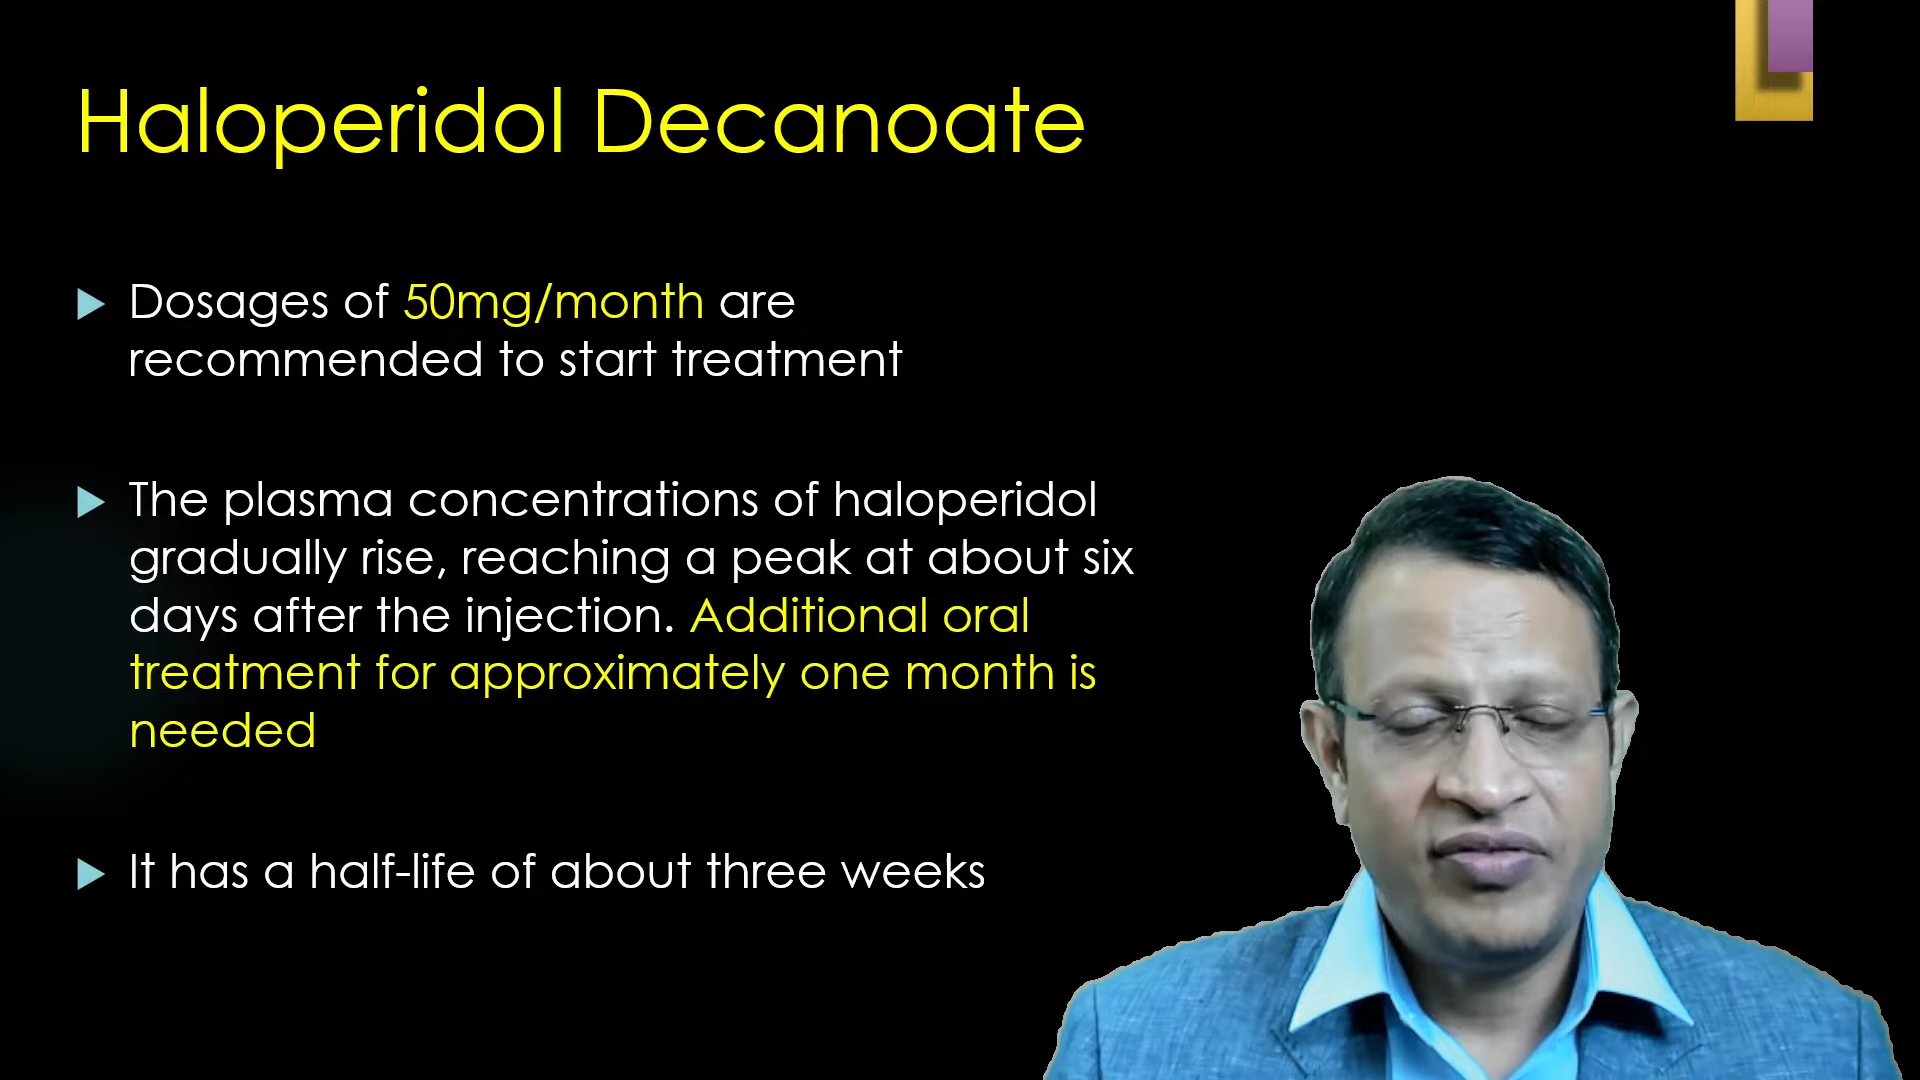 Haloperidol Decanoate
Dosages of 50mg/month are
recommended to start treatment
The plasma concentrations of haloperidol
gradually rise, reaching a peak at about six
days after the injection. Additional oral
treatment for approximately one month is
needed
It has a half-life of about three weeks